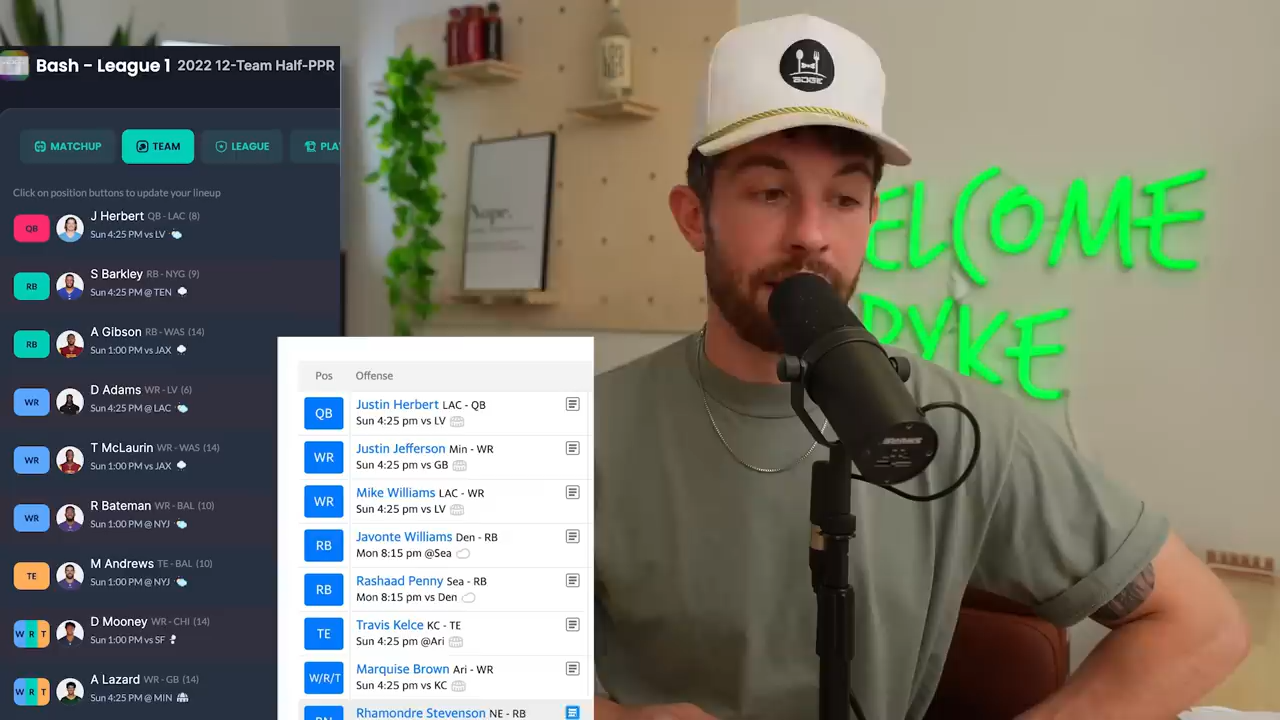 Bash - League 1 2022 12-Team Half-PPR
MATCHUP
TEAM
LEAGUE
PLA
Click on position buttons to update your lineup
QB J Herbert QB - LAC (8)
Sun 4:25 PM vs LV
RB S Barkley RB - NYG (9)
Sun 4:25 PM @ TEN
RB A Gibson RB - WAS (14)
Sun 1:00 PM vs JAX
WR D Adams WR - LV (6)
Sun 4:25 PM @ LAC
WR T McLaurin WR - WAS (14)
Sun 1:00 PM vs JAX
WR R Bateman WR - BAL (10)
Sun 1:00 PM @ NYJ
TE M Andrews TE - BAL (10)
Sun 1:00 PM @ NYJ
W R T D Mooney WR - CHI (14)
Sun 1:00 PM vs SF
W R T A Lazard WR - GB (14)
Sun 4:25 PM @ MIN
Pos Offense
QB Justin Herbert LAC - QB
Sun 4:25 pm vs LV
WR Justin Jefferson Min - WR
Sun 4:25 pm vs GB
WR Mike Williams LAC - WR
Sun 4:25 pm vs LV
RB Javonte Williams Den - RB
Mon 8:15 pm @Sea
RB Rashaad Penny Sea - RB
Mon 8:15 pm vs Den
TE Travis Kelce KC - TE
Sun 4:25 pm @Ari
W/R/T Marquise Brown Ari - WR
Sun 4:25 pm vs KC
BN Rhamondre Stevenson NE - RB
Nope.
EDGE
WELCOME
PYKE